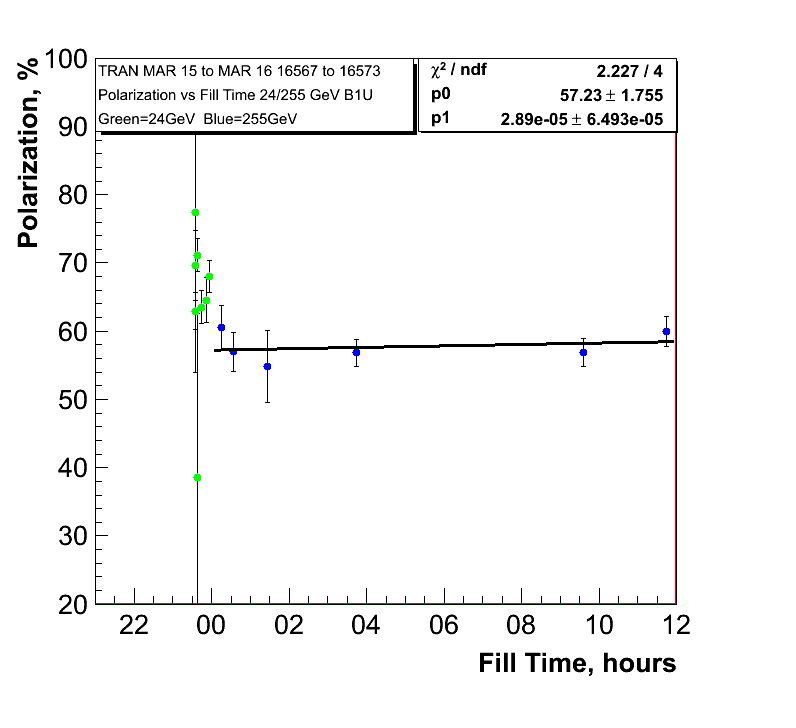 TRAN MAR 15 to MAR 16 16567 to 16573
Polarization vs Fill Time 24/255 GeV B1U
Green=24GeV  Blue=255GeV
χ² / ndf 2.227 / 4
p0 57.23 ± 1.755
p1 2.89e-05 ± 6.493e-05
Polarization, %
100
90
80
70
60
50
40
30
20
22 00 02 04 06 08 10 12
Fill Time, hours